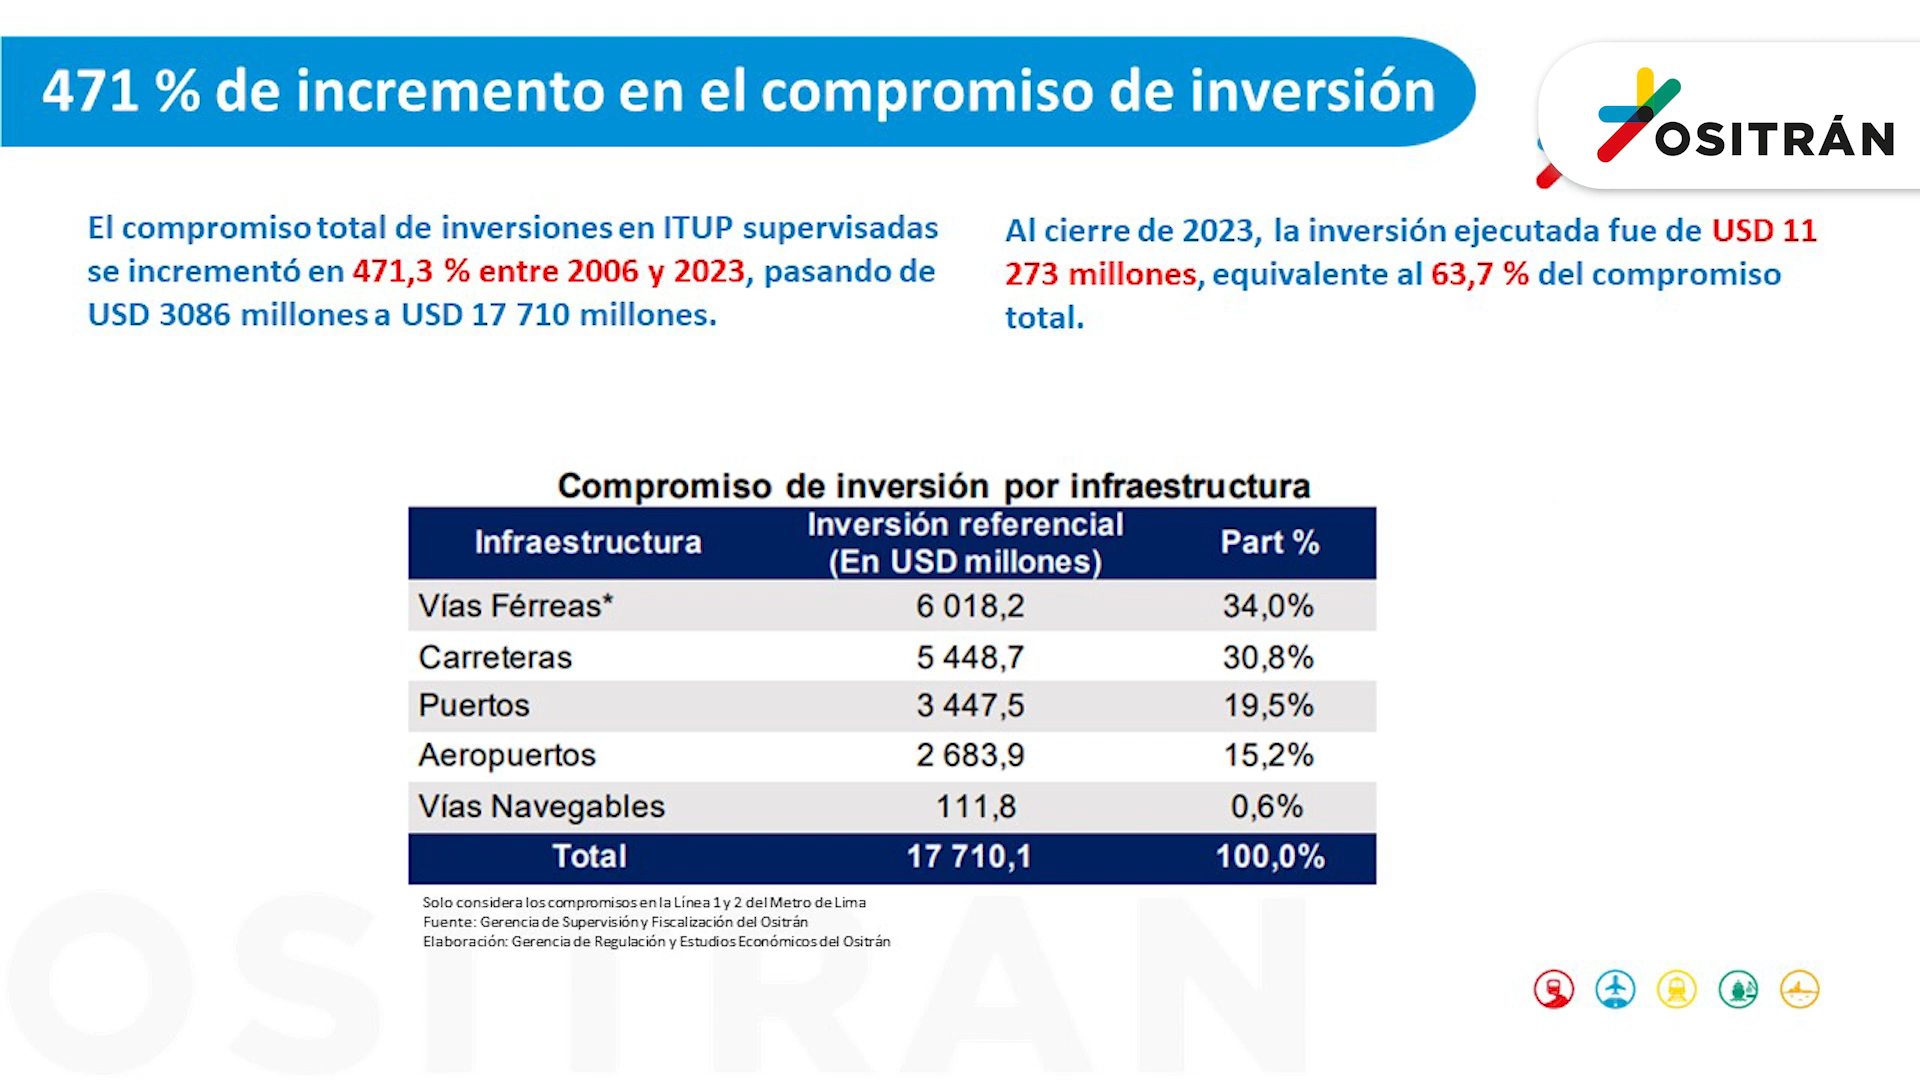 471 % de incremento en el compromiso de inversión
OSITRÁN
El compromiso total de inversiones en ITUP supervisadas
se incrementó en 471,3 % entre 2006 y 2023, pasando de
USD 3086 millones a USD 17 710 millones.
Al cierre de 2023, la inversión ejecutada fue de USD 11
273 millones, equivalente al 63,7 % del compromiso
total.
Compromiso de inversión por infraestructura
Infraestructura Inversión referencial (En USD millones) Part %
Vías Férreas* 6 018,2 34,0%
Carreteras 5 448,7 30,8%
Puertos 3 447,5 19,5%
Aeropuertos 2 683,9 15,2%
Vías Navegables 111,8 0,6%
Total 17 710,1 100,0%
Solo considera los compromisos en la Línea 1 y 2 del Metro de Lima
Fuente: Gerencia de Supervisión y Fiscalización del Ositrán
Elaboración: Gerencia de Regulación y Estudios Económicos del Ositrán
OSITRAN